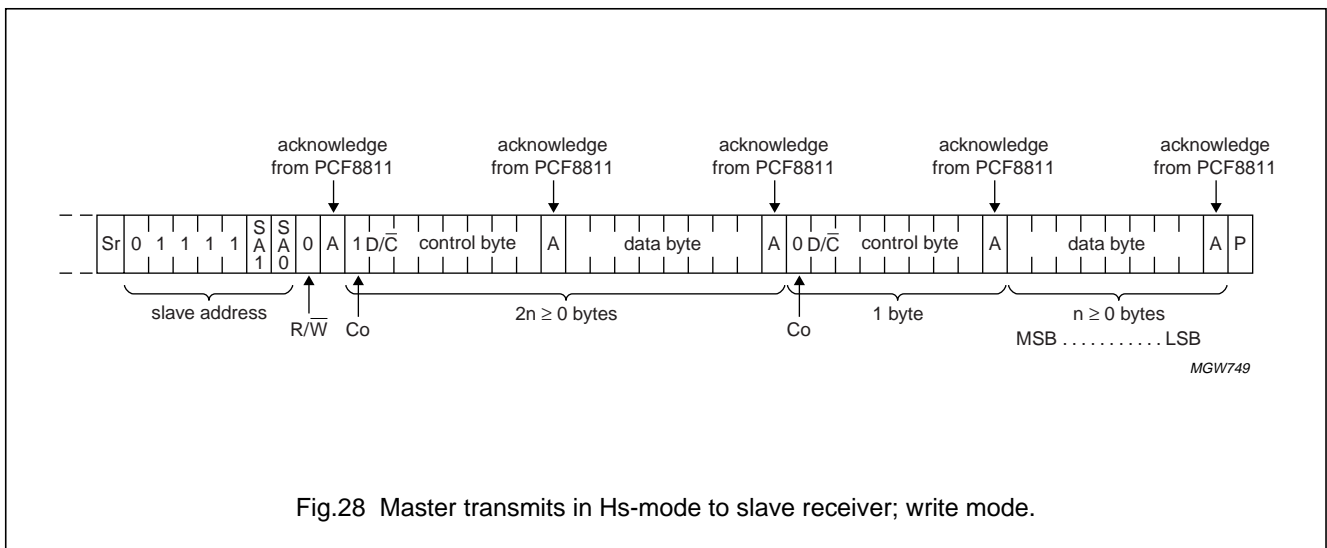 acknowledge acknowledge acknowledge acknowledge acknowledge
from PCF8811 from PCF8811 from PCF8811 from PCF8811 from PCF8811
Sr 0 1 1 1 1 SA1 SA0 0 A 1 D/C̅ control byte A data byte A 0 D/C̅ control byte A data byte A P
slave address R/W̅ Co 2n ≥ 0 bytes Co 1 byte n ≥ 0 bytes
MSB . . . . . . . . . . . LSB
MGW749
Fig.28 Master transmits in Hs-mode to slave receiver; write mode.